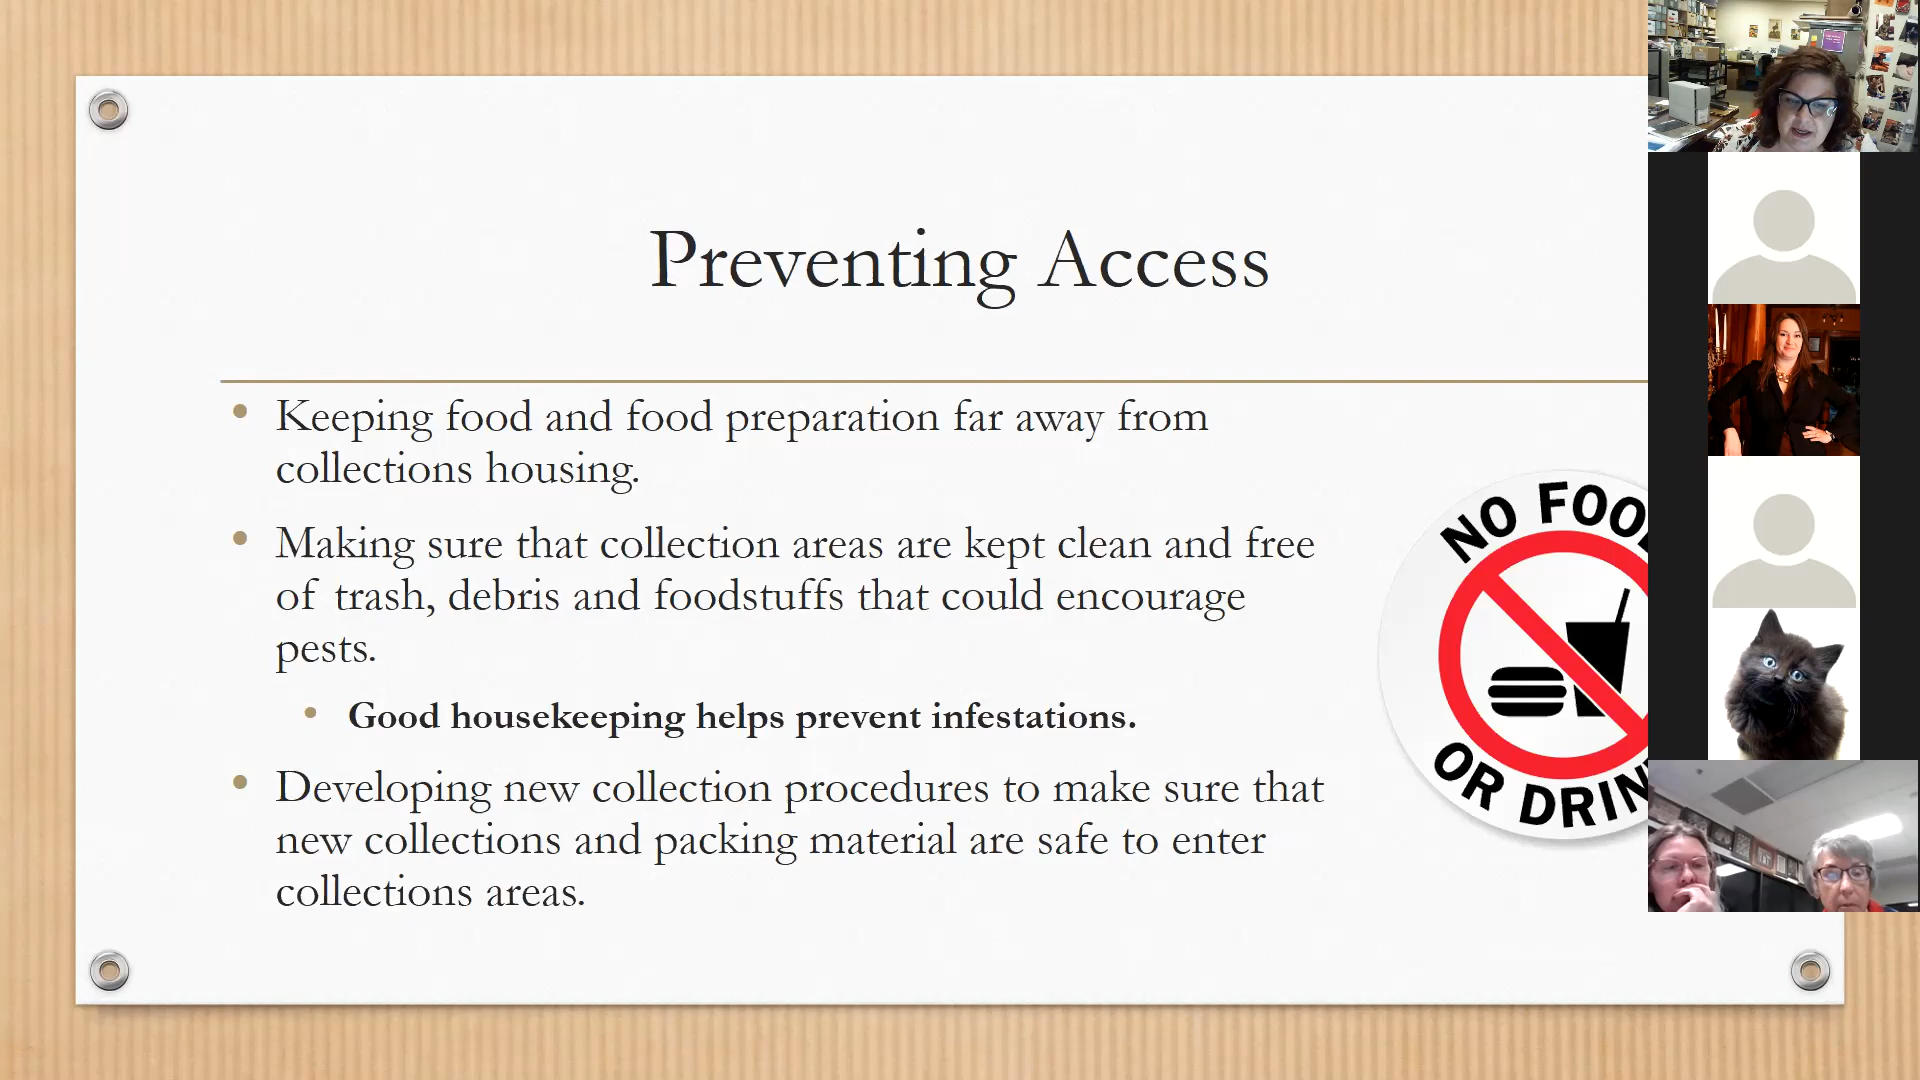 Preventing Access
• Keeping food and food preparation far away from
collections housing.
• Making sure that collection areas are kept clean and free
of trash, debris and foodstuffs that could encourage
pests.
• Good housekeeping helps prevent infestations.
• Developing new collection procedures to make sure that
new collections and packing material are safe to enter
collections areas.
NO FOO
OR DRIN